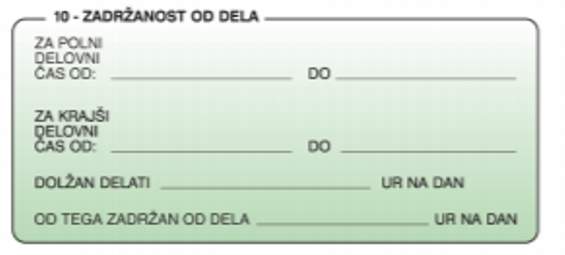 10 - ZADRŽANOST OD DELA
ZA POLNI
DELOVNI
ČAS OD: DO
ZA KRAJŠI
DELOVNI
ČAS OD: DO
DOLŽAN DELATI UR NA DAN
OD TEGA ZADRŽAN OD DELA UR NA DAN